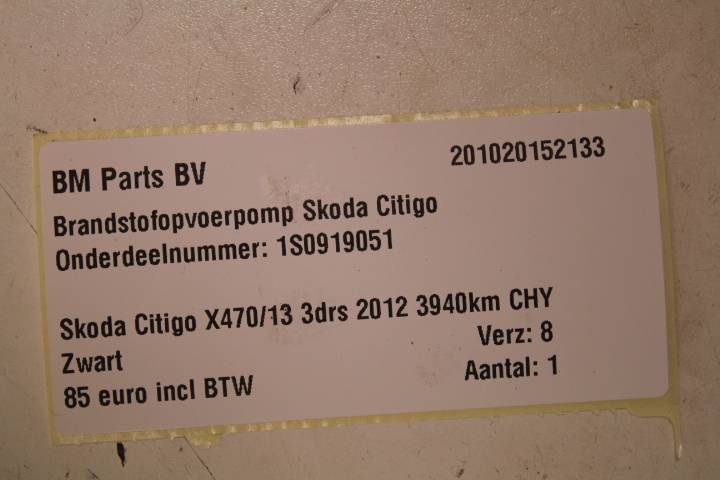 BM Parts BV 201020152133
Brandstofopvoerpomp Skoda Citigo
Onderdeelnummer: 1S0919051
Skoda Citigo X470/13 3drs 2012 3940km CHY
Zwart Verz: 8
85 euro incl BTW Aantal: 1